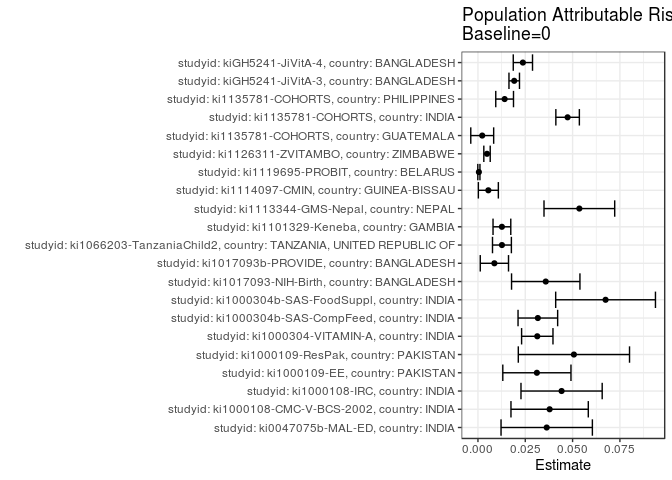 Population Attributable Ris
Baseline=0
studyid: kiGH5241-JiVitA-4, country: BANGLADESH
studyid: kiGH5241-JiVitA-3, country: BANGLADESH
studyid: ki1135781-COHORTS, country: PHILIPPINES
studyid: ki1135781-COHORTS, country: INDIA
studyid: ki1135781-COHORTS, country: GUATEMALA
studyid: ki1126311-ZVITAMBO, country: ZIMBABWE
studyid: ki1119695-PROBIT, country: BELARUS
studyid: ki1114097-CMIN, country: GUINEA-BISSAU
studyid: ki1113344-GMS-Nepal, country: NEPAL
studyid: ki1101329-Keneba, country: GAMBIA
studyid: ki1066203-TanzaniaChild2, country: TANZANIA, UNITED REPUBLIC OF
studyid: ki1017093b-PROVIDE, country: BANGLADESH
studyid: ki1017093-NIH-Birth, country: BANGLADESH
studyid: ki1000304b-SAS-FoodSuppl, country: INDIA
studyid: ki1000304b-SAS-CompFeed, country: INDIA
studyid: ki1000304-VITAMIN-A, country: INDIA
studyid: ki1000109-ResPak, country: PAKISTAN
studyid: ki1000109-EE, country: PAKISTAN
studyid: ki1000108-IRC, country: INDIA
studyid: ki1000108-CMC-V-BCS-2002, country: INDIA
studyid: ki0047075b-MAL-ED, country: INDIA
0.000 0.025 0.050 0.075
Estimate